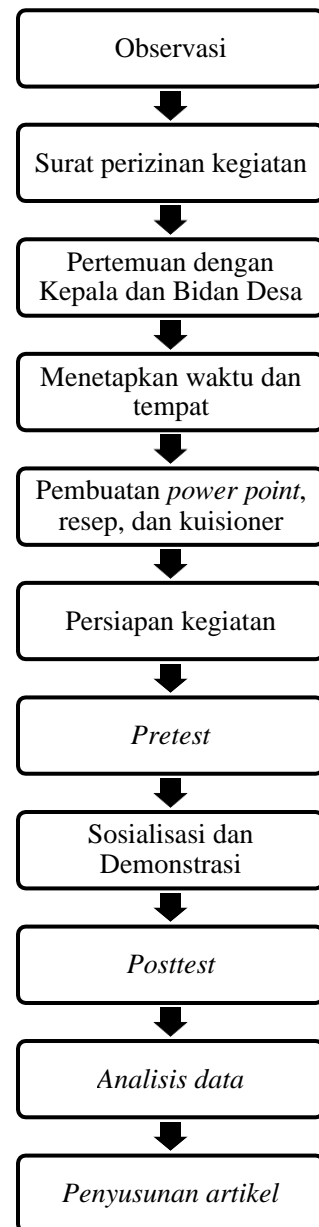 Observasi
Surat perizinan kegiatan
Pertemuan dengan
Kepala dan Bidan Desa
Menetapkan waktu dan
tempat
Pembuatan power point,
resep, dan kuisioner
Persiapan kegiatan
Pretest
Sosialisasi dan
Demonstrasi
Posttest
Analisis data
Penyusunan artikel